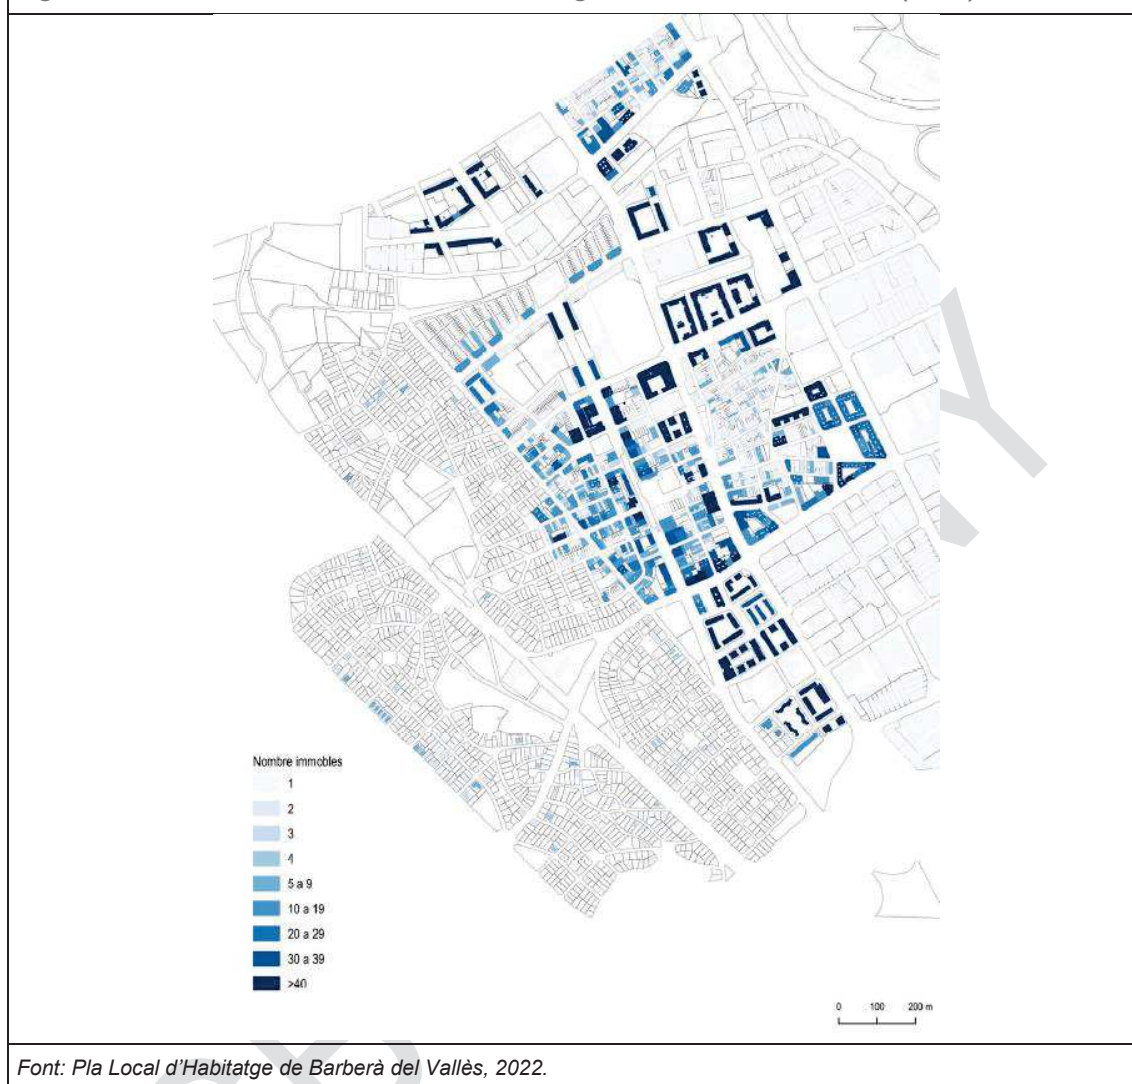 Nombre immobles
1
2
3
4
5 a 9
10 a 19
20 a 29
30 a 39
>40
0 100 200 m
Font: Pla Local d'Habitatge de Barberà del Vallès, 2022.